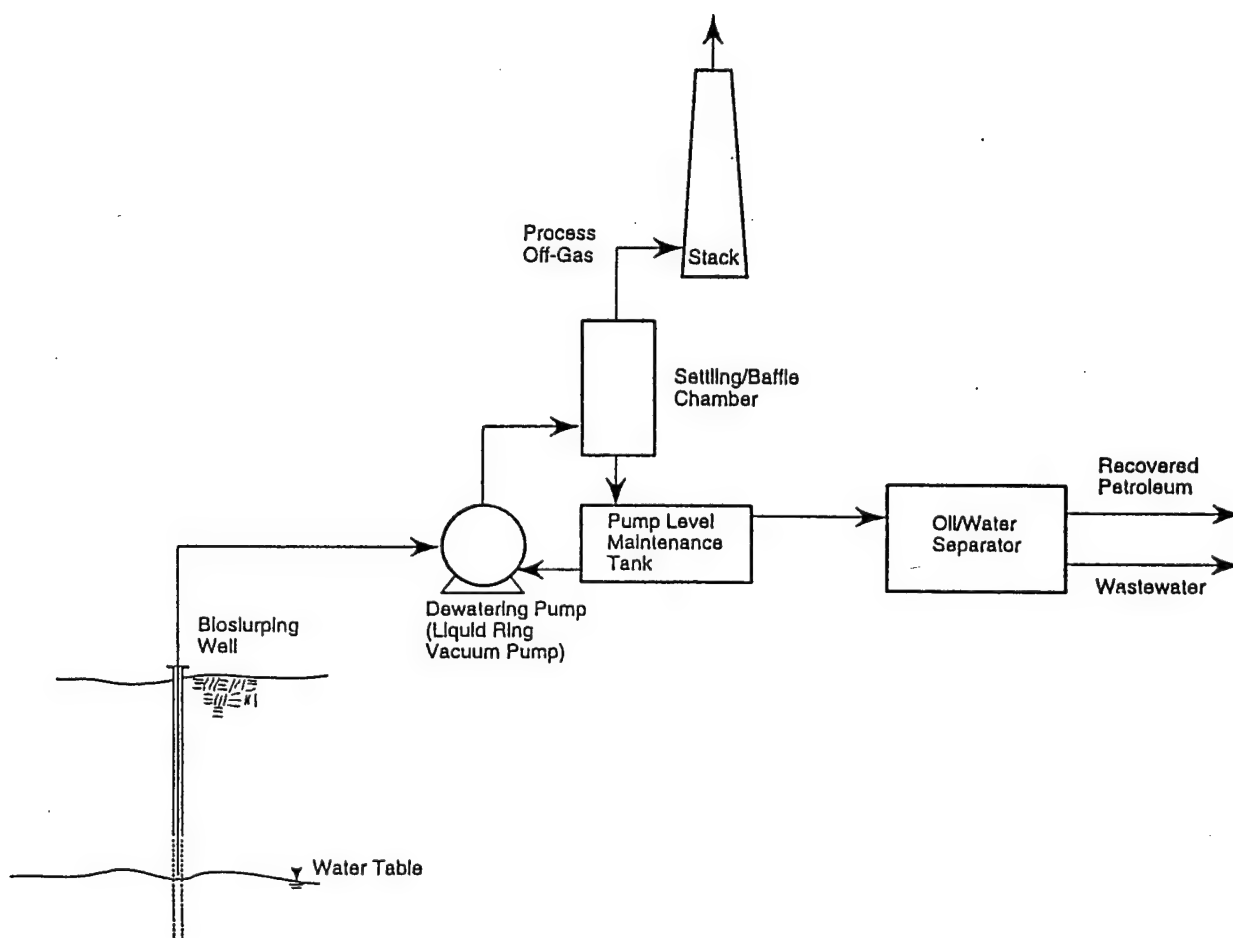 Process
Off-Gas
Stack
Settling/Baffle
Chamber
Recovered
Petroleum
Pump Level
Maintenance
Tank
Oil/Water
Separator
Wastewater
Dewatering Pump
(Liquid Ring
Vacuum Pump)
Bioslurping
Well
Water Table